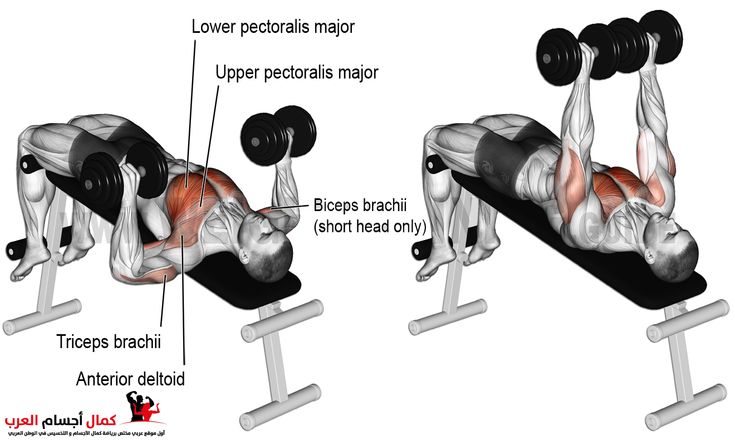 Lower pectoralis major
Upper pectoralis major
Biceps brachii
(short head only)
Triceps brachii
Anterior deltoid
كمال أجسام العرب
أول موقع عربي مختص برياضة كمال الأجسام و التخسيس في الوطن العربي